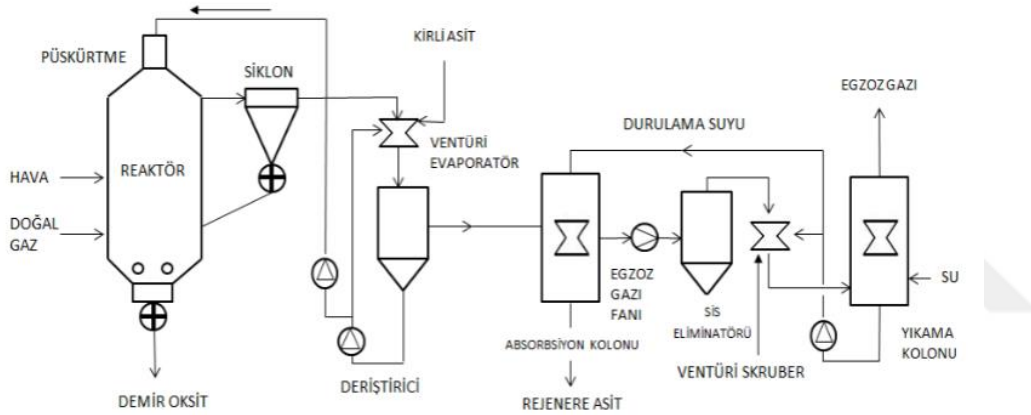 PÜSKÜRTME
SİKLON
KİRLİ ASİT
EGZOZ GAZI
DURULAMA SUYU
VENTÜRİ
EVAPORATÖR
HAVA
REAKTÖR
DOĞAL
GAZ
EGZOZ
GAZI
FANI
SİS
ELİMİNATÖRÜ
SU
ABSORBSİYON KOLONU
YIKAMA
KOLONU
VENTÜRİ SKRUBER
DERİŞTİRİCİ
DEMİR OKSİT
REJENERE ASİT